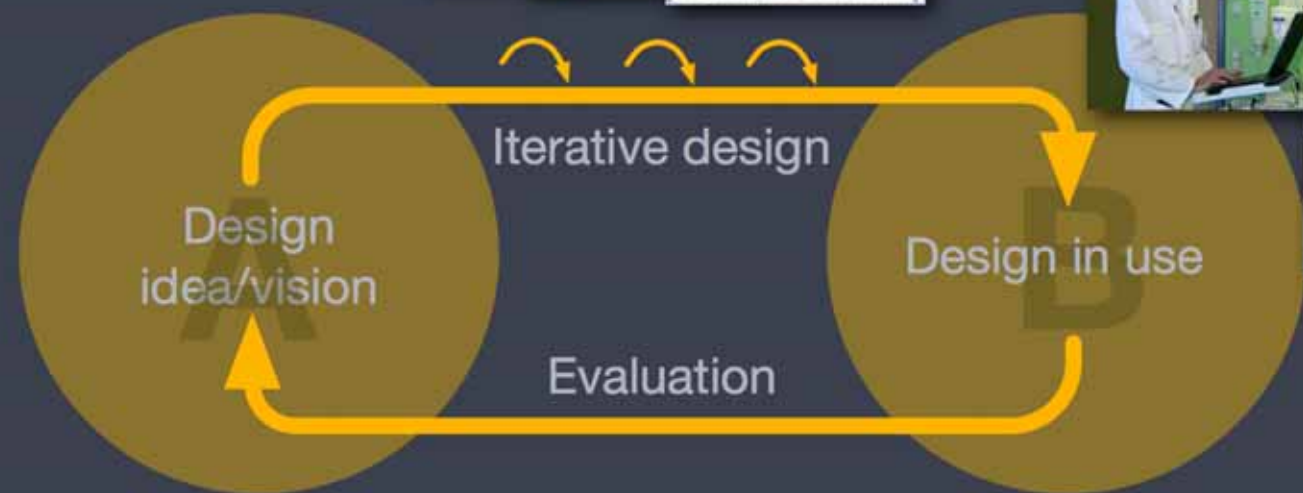 Iterative design
A
Design
idea/vision
B
Design in use
Evaluation